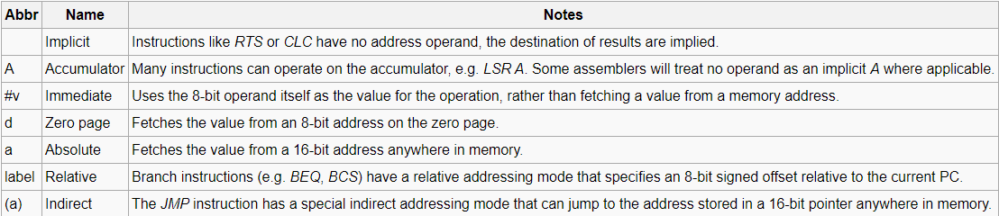 Abbr Name Notes
Implicit Instructions like RTS or CLC have no address operand, the destination of results are implied.
A Accumulator Many instructions can operate on the accumulator, e.g. LSR A. Some assemblers will treat no operand as an implicit A where applicable.
#v Immediate Uses the 8-bit operand itself as the value for the operation, rather than fetching a value from a memory address.
d Zero page Fetches the value from an 8-bit address on the zero page.
a Absolute Fetches the value from a 16-bit address anywhere in memory.
label Relative Branch instructions (e.g. BEQ, BCS) have a relative addressing mode that specifies an 8-bit signed offset relative to the current PC.
(a) Indirect The JMP instruction has a special indirect addressing mode that can jump to the address stored in a 16-bit pointer anywhere in memory.